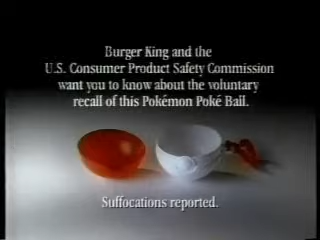 Burger King and the
U.S. Consumer Product Safety Commission
want you to know about the voluntary
recall of this Pokémon Poké Ball.
Suffocations reported.